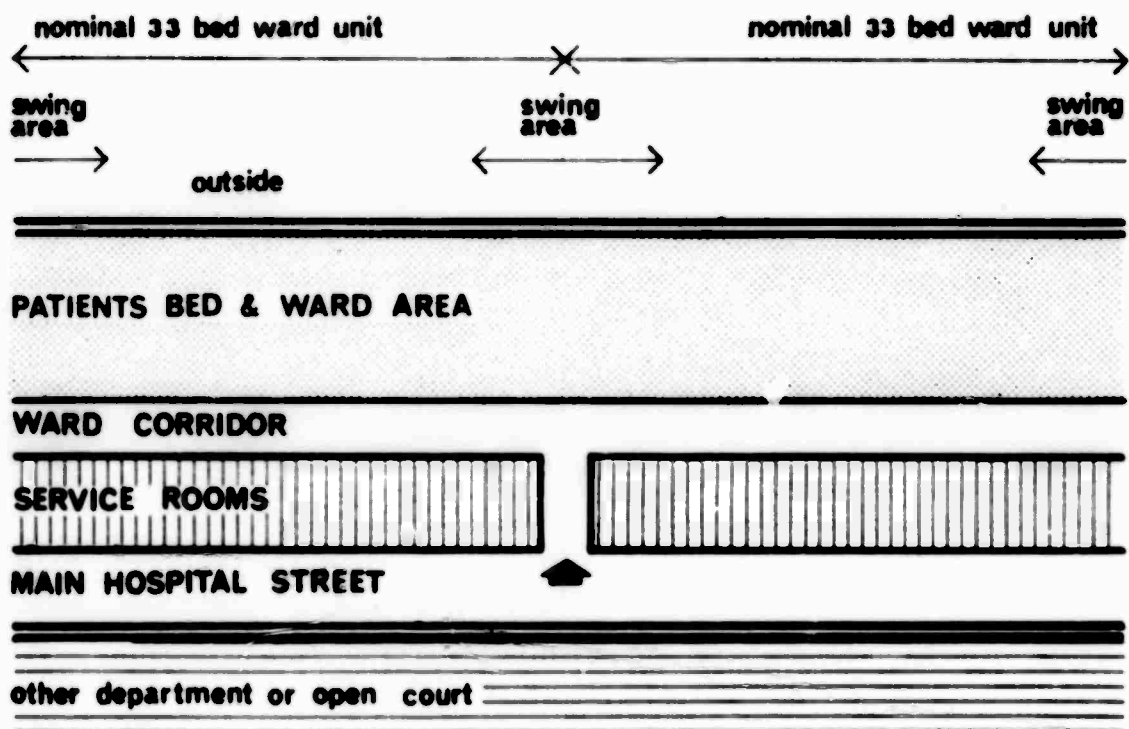 nominal 33 bed ward unit
nominal 33 bed ward unit
swing
area
swing
area
swing
area
outside
PATIENTS BED & WARD AREA
WARD CORRIDOR
SERVICE ROOMS
MAIN HOSPITAL STREET
other department or open court